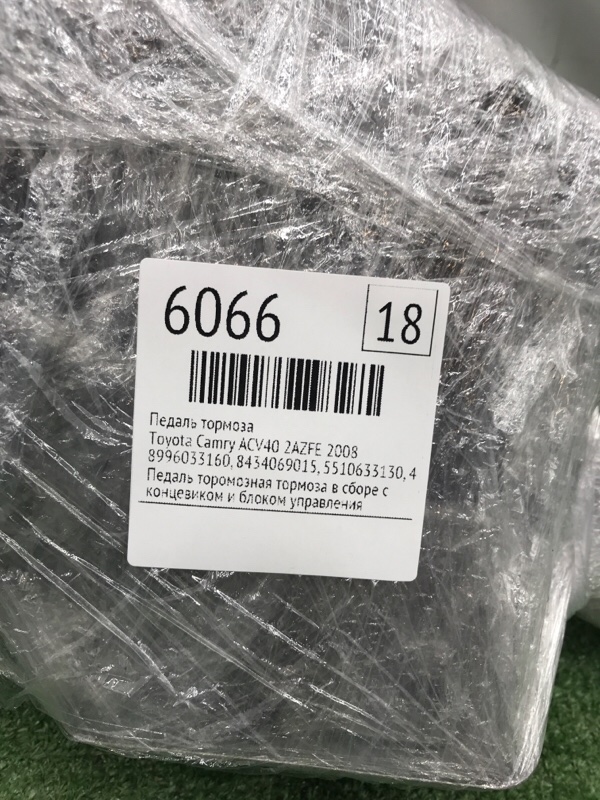 6066
18
Педаль тормоза
Toyota Camry ACV40 2AZFE 2008
8996033160, 8434069015, 5510633130, 4
Педаль торомозная тормоза в сборе с
концевиком и блоком управления